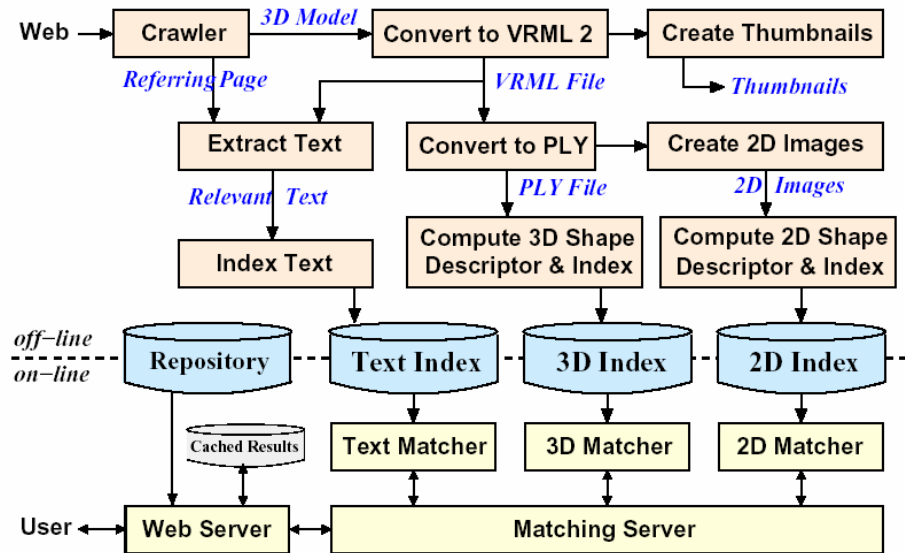 Web
Crawler
3D Model
Convert to VRML 2
Create Thumbnails
Referring Page
VRML File
Thumbnails
Extract Text
Convert to PLY
Create 2D Images
Relevant Text
PLY File
2D Images
Index Text
Compute 3D Shape
Descriptor & Index
Compute 2D Shape
Descriptor & Index
off-line
on-line
Repository
Text Index
3D Index
2D Index
Cached Results
Text Matcher
3D Matcher
2D Matcher
User
Web Server
Matching Server